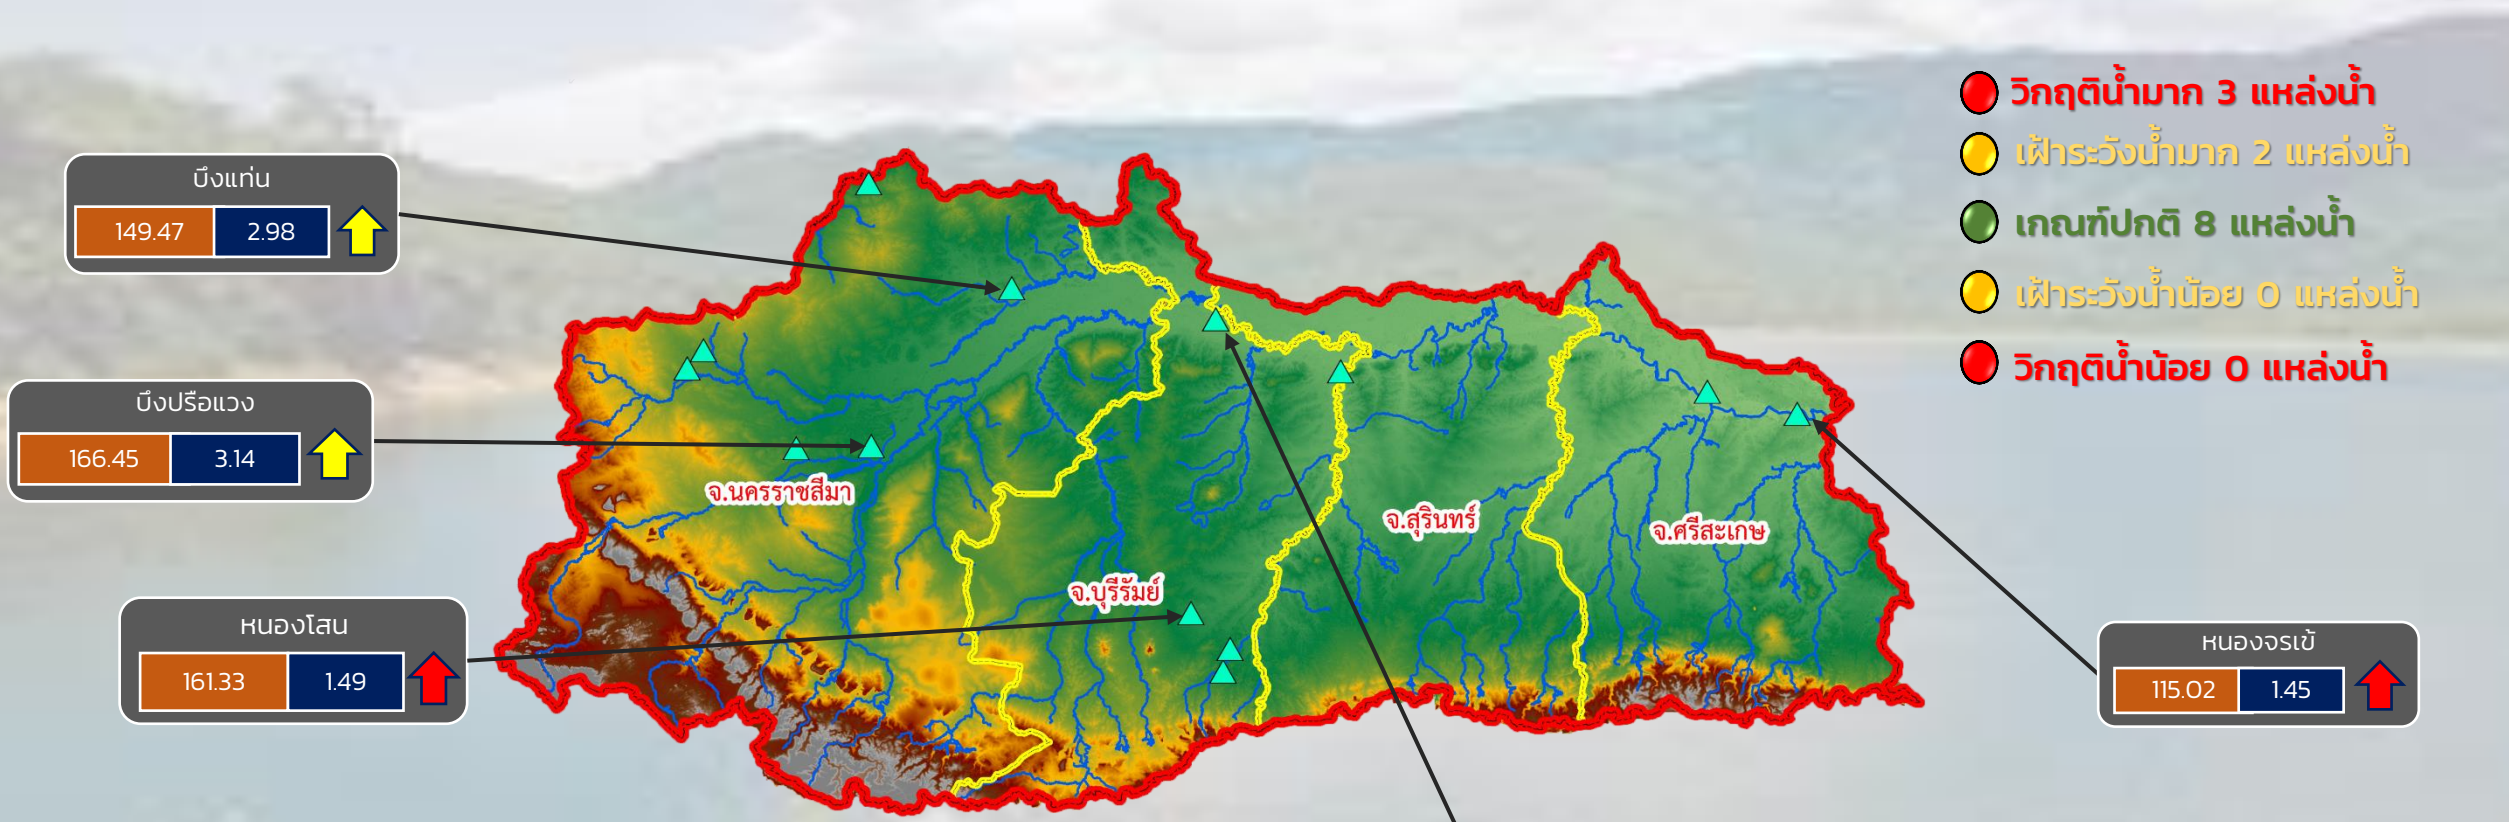 วิกฤติน้ำมาก 3 แหล่งน้ำ
เฝ้าระวังน้ำมาก 2 แหล่งน้ำ
เกณฑ์ปกติ 8 แหล่งน้ำ
เฝ้าระวังน้ำน้อย 0 แหล่งน้ำ
วิกฤติน้ำน้อย 0 แหล่งน้ำ
บึงแท่น
149.47 2.98
บึงปรือแวง
166.45 3.14
หนองโสน
161.33 1.49
จ.นครราชสีมา
จ.บุรีรัมย์
จ.สุรินทร์
จ.ศรีสะเกษ
หนองจรเข้
115.02 1.45